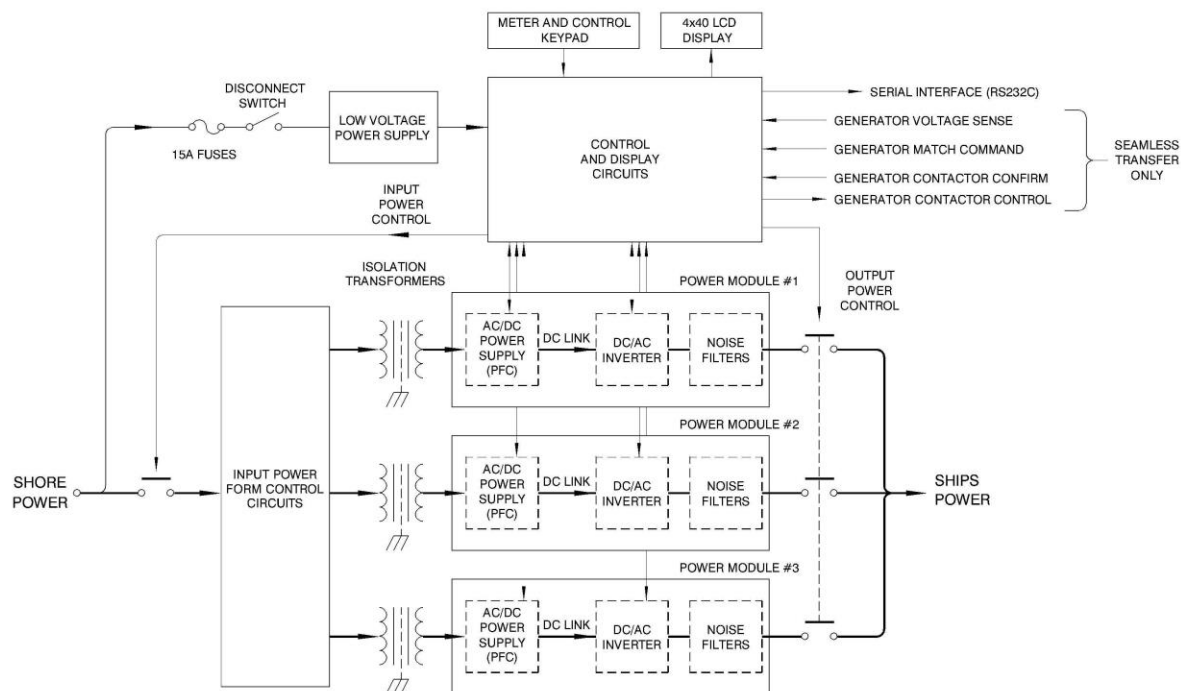 METER AND CONTROL
KEYPAD
4x40 LCD
DISPLAY
DISCONNECT
SWITCH
15A FUSES
LOW VOLTAGE
POWER SUPPLY
CONTROL
AND DISPLAY
CIRCUITS
SERIAL INTERFACE (RS232C)
GENERATOR VOLTAGE SENSE
GENERATOR MATCH COMMAND
GENERATOR CONTACTOR CONFIRM
GENERATOR CONTACTOR CONTROL
SEAMLESS
TRANSFER
ONLY
INPUT
POWER
CONTROL
ISOLATION
TRANSFORMERS
OUTPUT
POWER
CONTROL
POWER MODULE #1
AC/DC
POWER
SUPPLY
(PFC)
DC LINK
DC/AC
INVERTER
NOISE
FILTERS
POWER MODULE #2
AC/DC
POWER
SUPPLY
(PFC)
DC LINK
DC/AC
INVERTER
NOISE
FILTERS
SHORE
POWER
INPUT POWER
FORM CONTROL
CIRCUITS
SHIPS
POWER
POWER MODULE #3
AC/DC
POWER
SUPPLY
(PFC)
DC LINK
DC/AC
INVERTER
NOISE
FILTERS